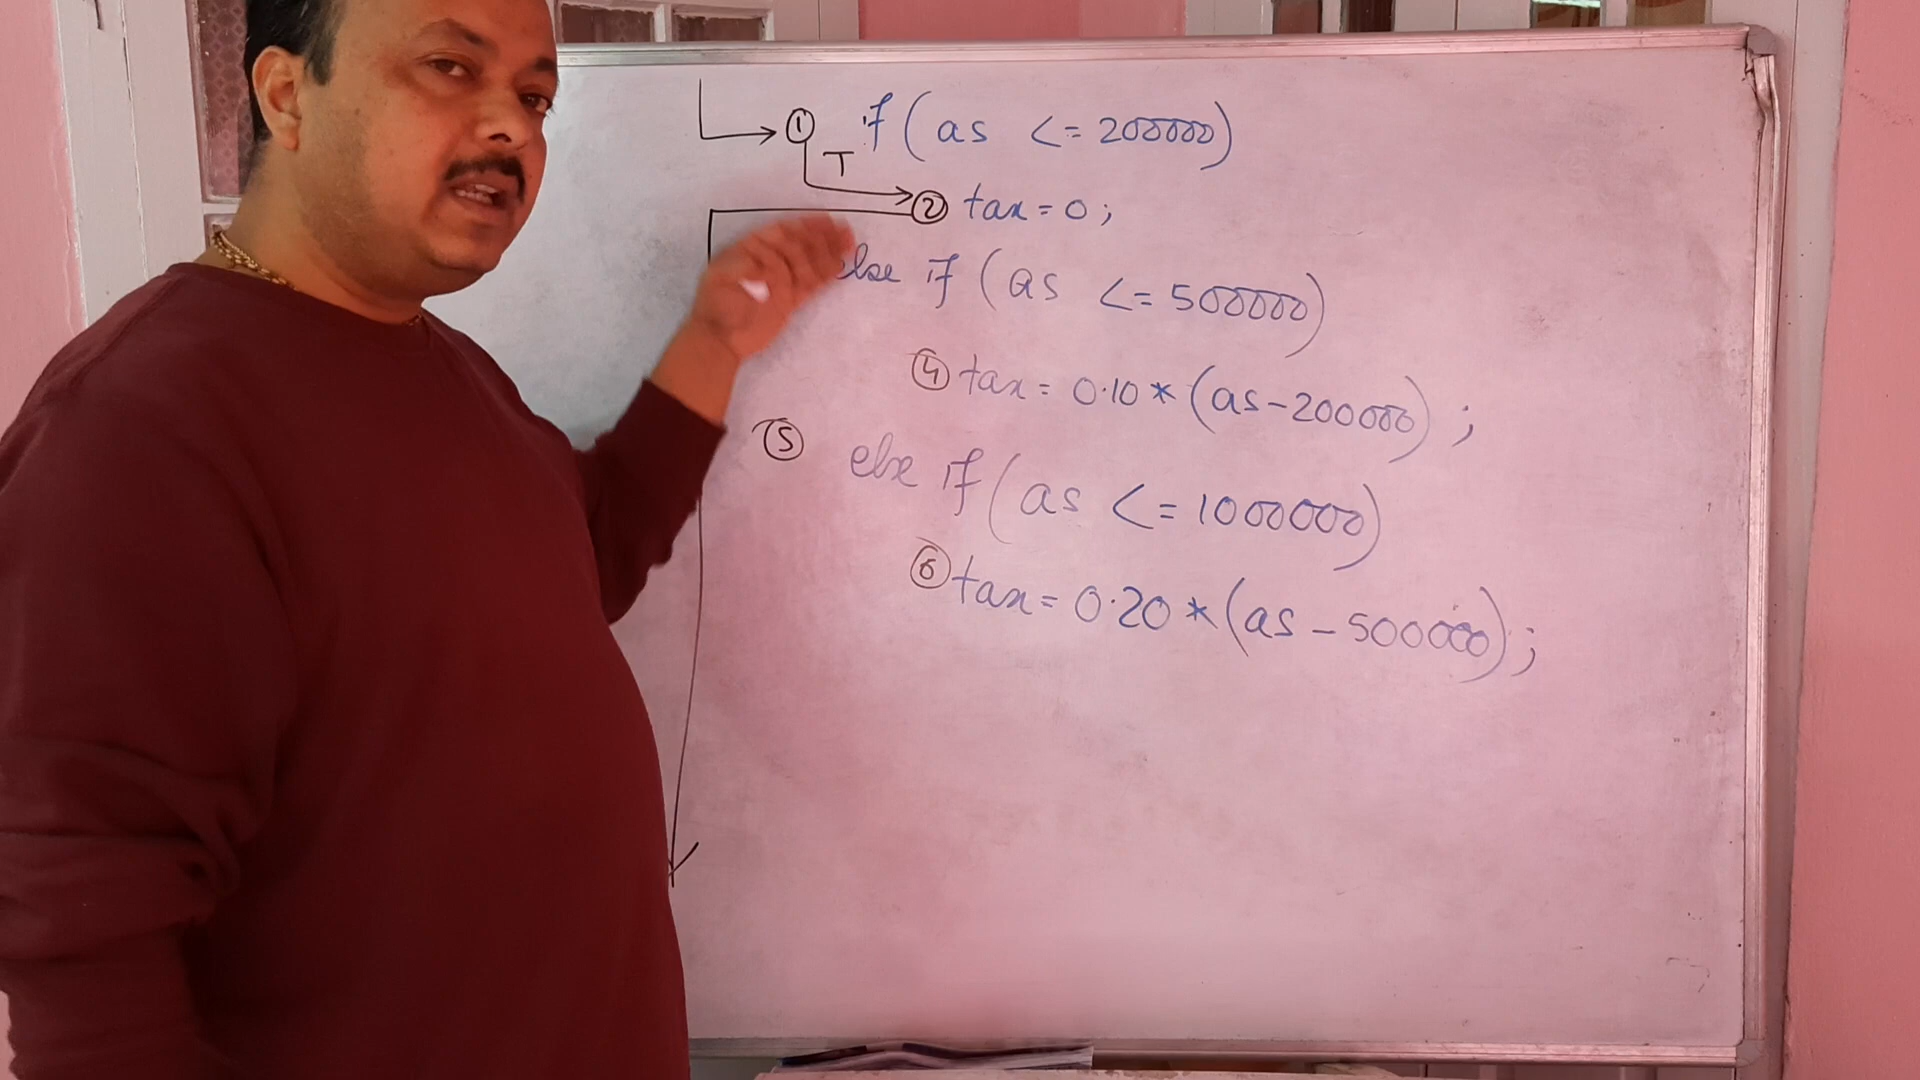 ① if (as <= 200000)
T
② tax = 0;
else if (as <= 500000)
④ tax = 0.10 * (as - 200000);
⑤ else if (as <= 1000000)
⑥ tax = 0.20 * (as - 500000);